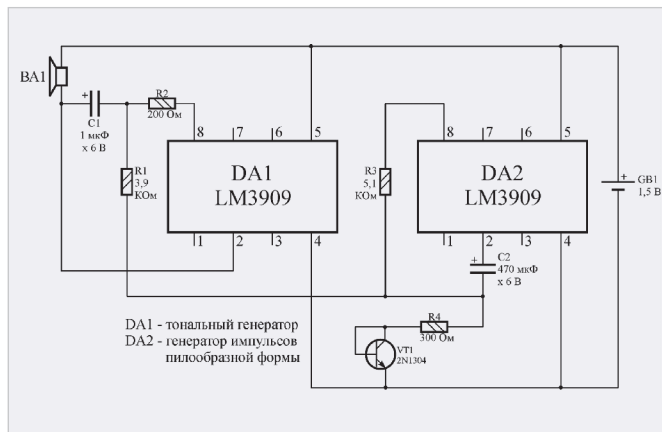 BA1
+
C1
1 мкФ
x 6 В
R2
200 Ом
R1
3,9
КОм
8 7 6 5
DA1
LM3909
1 2 3 4
R3
5,1
КОм
8 7 6 5
DA2
LM3909
1 2 3 4
+
GB1
1,5 В
+
C2
470 мкФ
x 6 В
R4
300 Ом
VT1
2N1304
DA1 - тональный генератор
DA2 - генератор импульсов
пилообразной формы